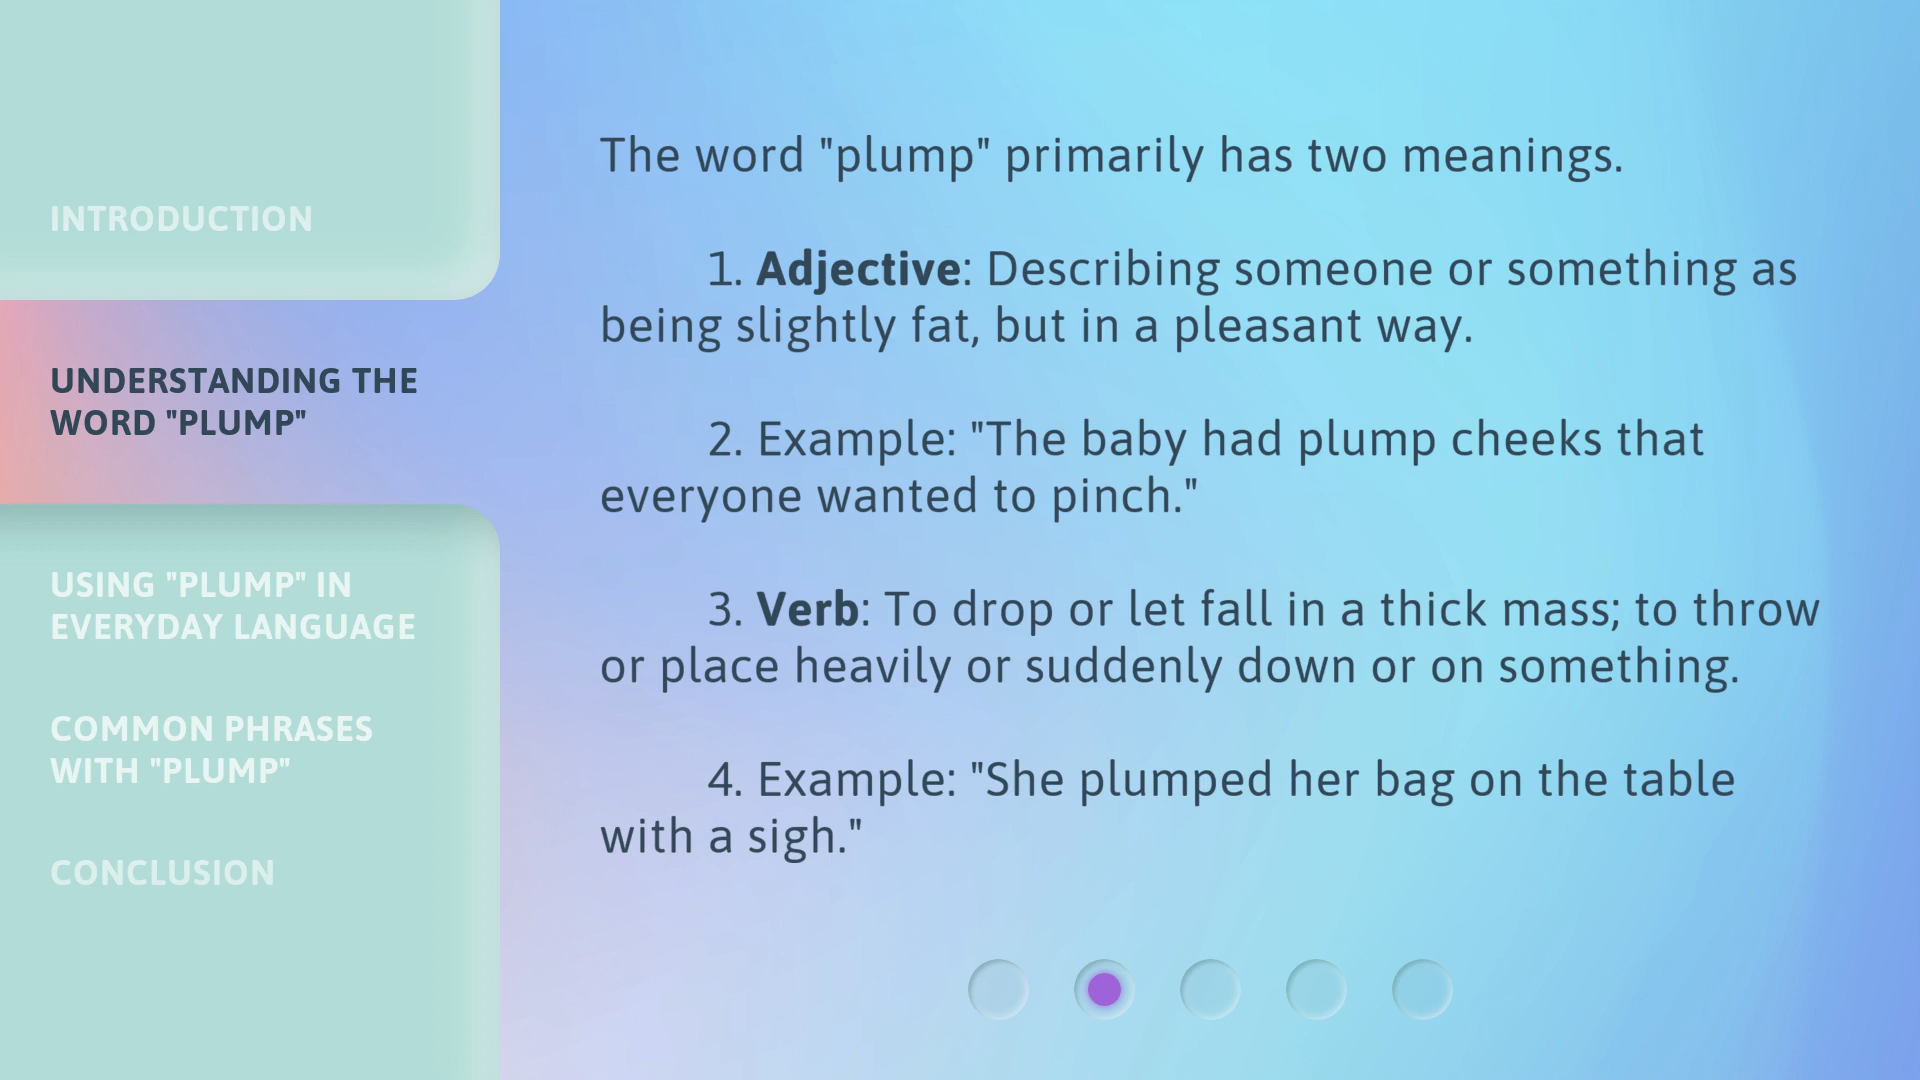 INTRODUCTION
UNDERSTANDING THE
WORD "PLUMP"
USING "PLUMP" IN
EVERYDAY LANGUAGE
COMMON PHRASES
WITH "PLUMP"
CONCLUSION
The word "plump" primarily has two meanings.
1. Adjective: Describing someone or something as
being slightly fat, but in a pleasant way.
2. Example: "The baby had plump cheeks that
everyone wanted to pinch."
3. Verb: To drop or let fall in a thick mass; to throw
or place heavily or suddenly down or on something.
4. Example: "She plumped her bag on the table
with a sigh."